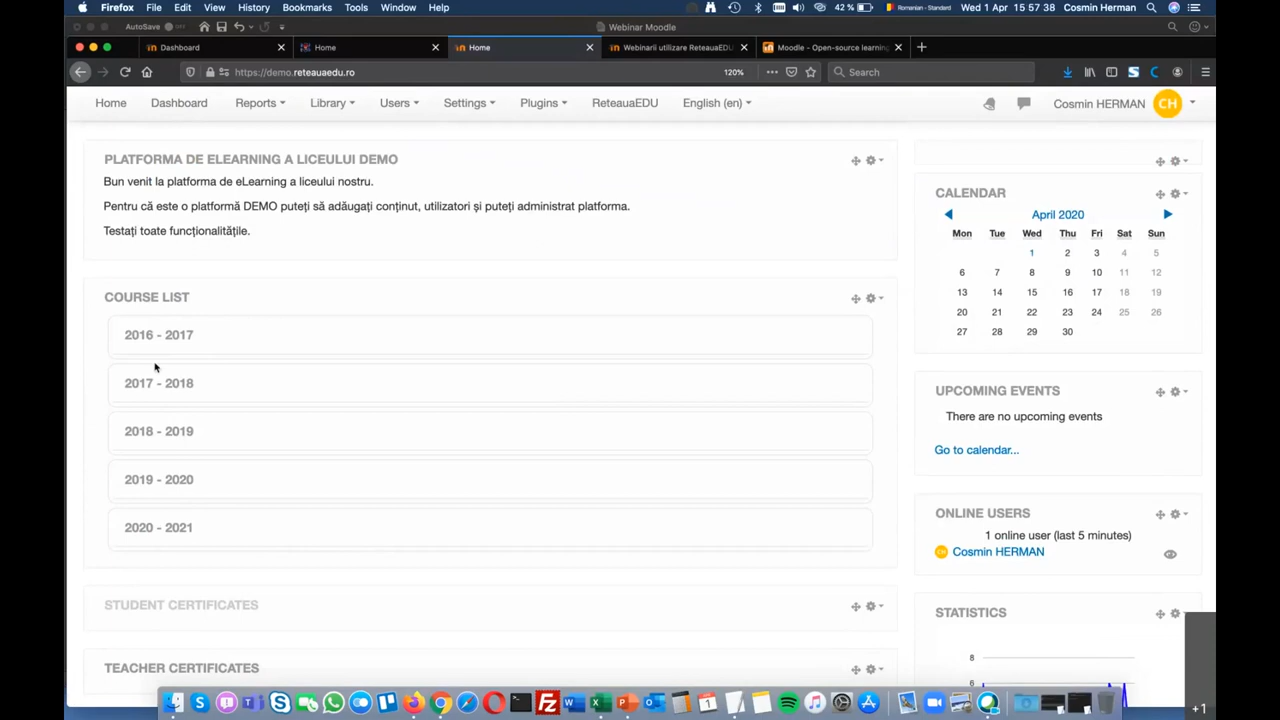 Firefox File Edit View History Bookmarks Tools Window Help 42 % Romanian - Standard Wed 1 Apr 15:57:38 Cosmin Herman
AutoSave Webinar Moodle
Dashboard Home Home Webinarii utilizare ReteauaEDU Moodle - Open-source learning
https://demo.reteauaedu.ro 120% Search
Home Dashboard Reports Library Users Settings Plugins ReteauaEDU English (en) Cosmin HERMAN CH
PLATFORMA DE ELEARNING A LICEULUI DEMO
Bun venit la platforma de eLearning a liceului nostru.
Pentru că este o platformă DEMO puteți să adăugați conținut, utilizatori și puteți administrat platforma.
Testați toate funcționalitățile.
COURSE LIST
2016 - 2017
2017 - 2018
2018 - 2019
2019 - 2020
2020 - 2021
STUDENT CERTIFICATES
TEACHER CERTIFICATES
CALENDAR
April 2020
Mon Tue Wed Thu Fri Sat Sun
1 2 3 4 5
6 7 8 9 10 11 12
13 14 15 16 17 18 19
20 21 22 23 24 25 26
27 28 29 30
UPCOMING EVENTS
There are no upcoming events
Go to calendar...
ONLINE USERS
1 online user (last 5 minutes)
CH Cosmin HERMAN
STATISTICS
8
6
+1